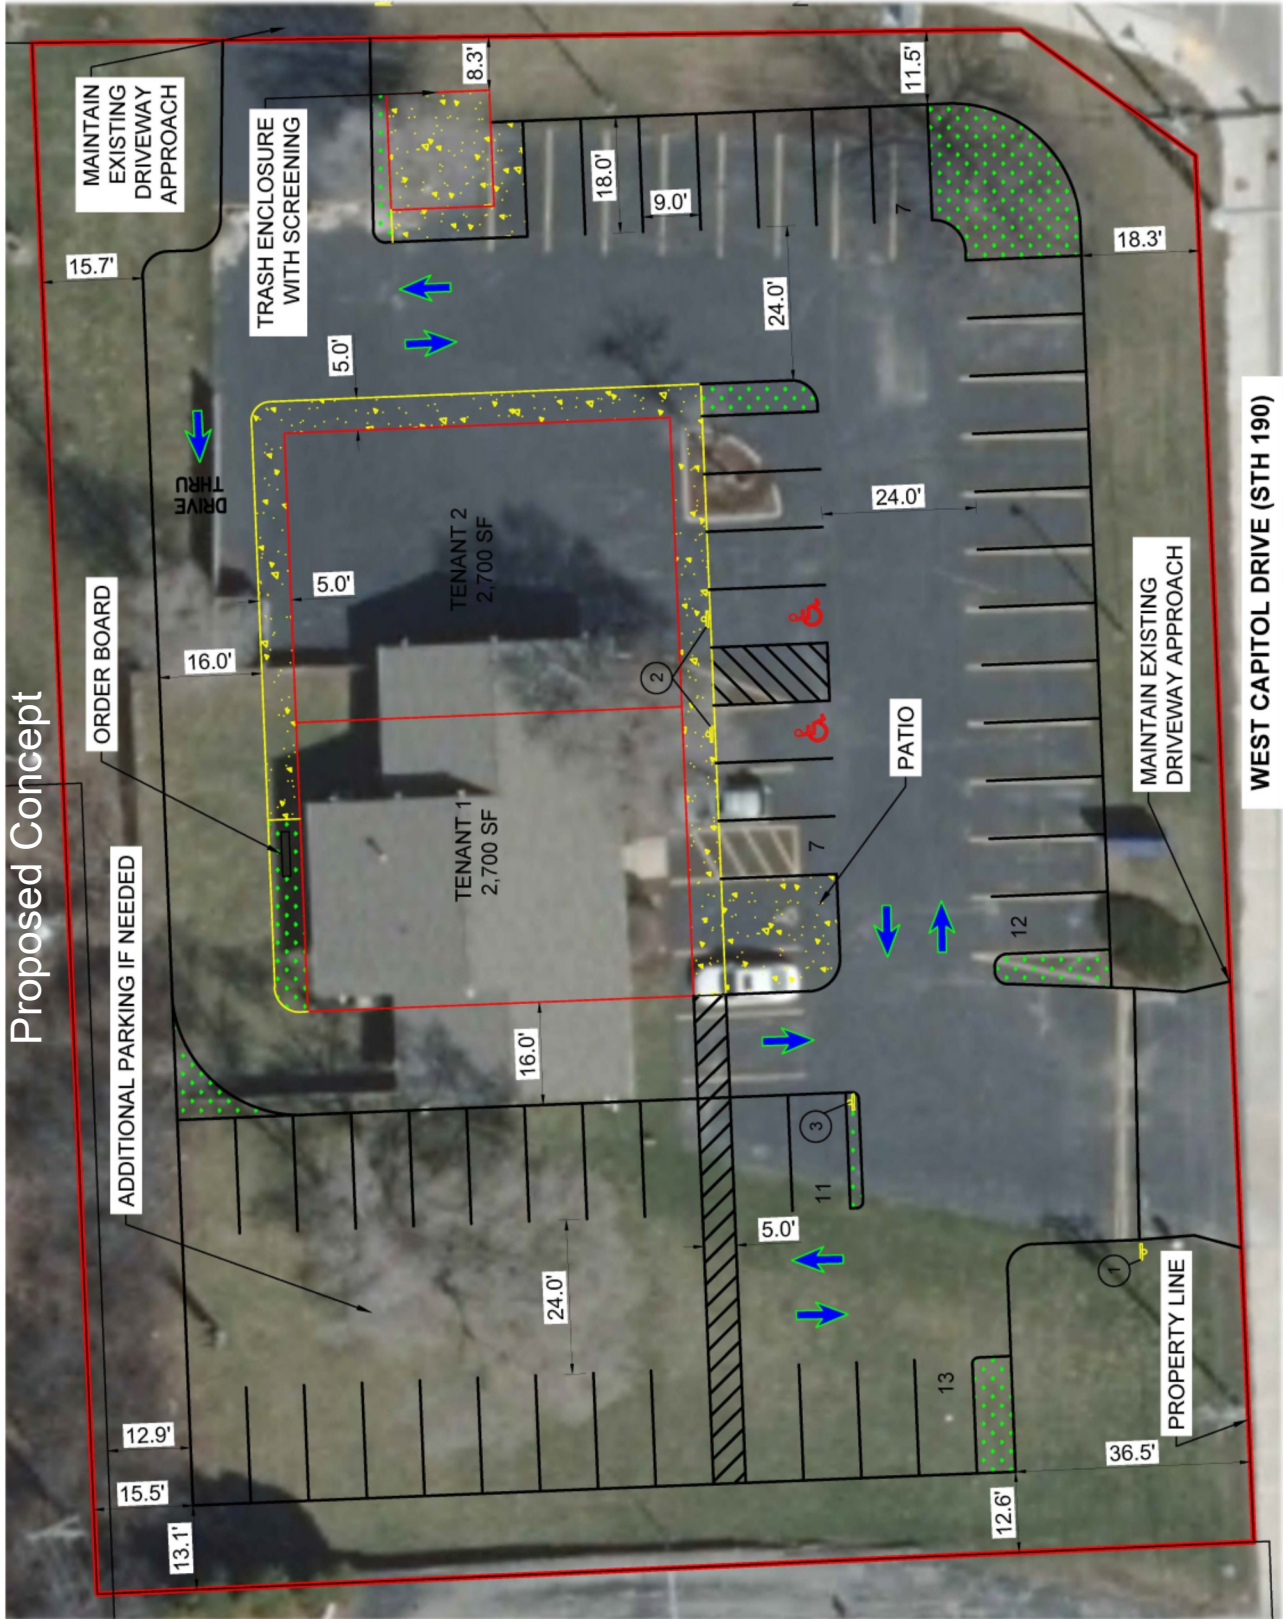 Proposed Concept
MAINTAIN
EXISTING
DRIVEWAY
APPROACH
15.7'
8.3'
11.5'
TRASH ENCLOSURE
WITH SCREENING
18.0'
9.0'
7
18.3'
24.0'
5.0'
DRIVE
THRU
ORDER BOARD
16.0'
5.0'
TENANT 2
2,700 SF
24.0'
2
TENANT 1
2,700 SF
7
PATIO
MAINTAIN EXISTING
DRIVEWAY APPROACH
WEST CAPITOL DRIVE (STH 190)
12
ADDITIONAL PARKING IF NEEDED
16.0'
3
11
5.0'
24.0'
1
PROPERTY LINE
13
12.9'
15.5'
13.1'
12.6'
36.5'